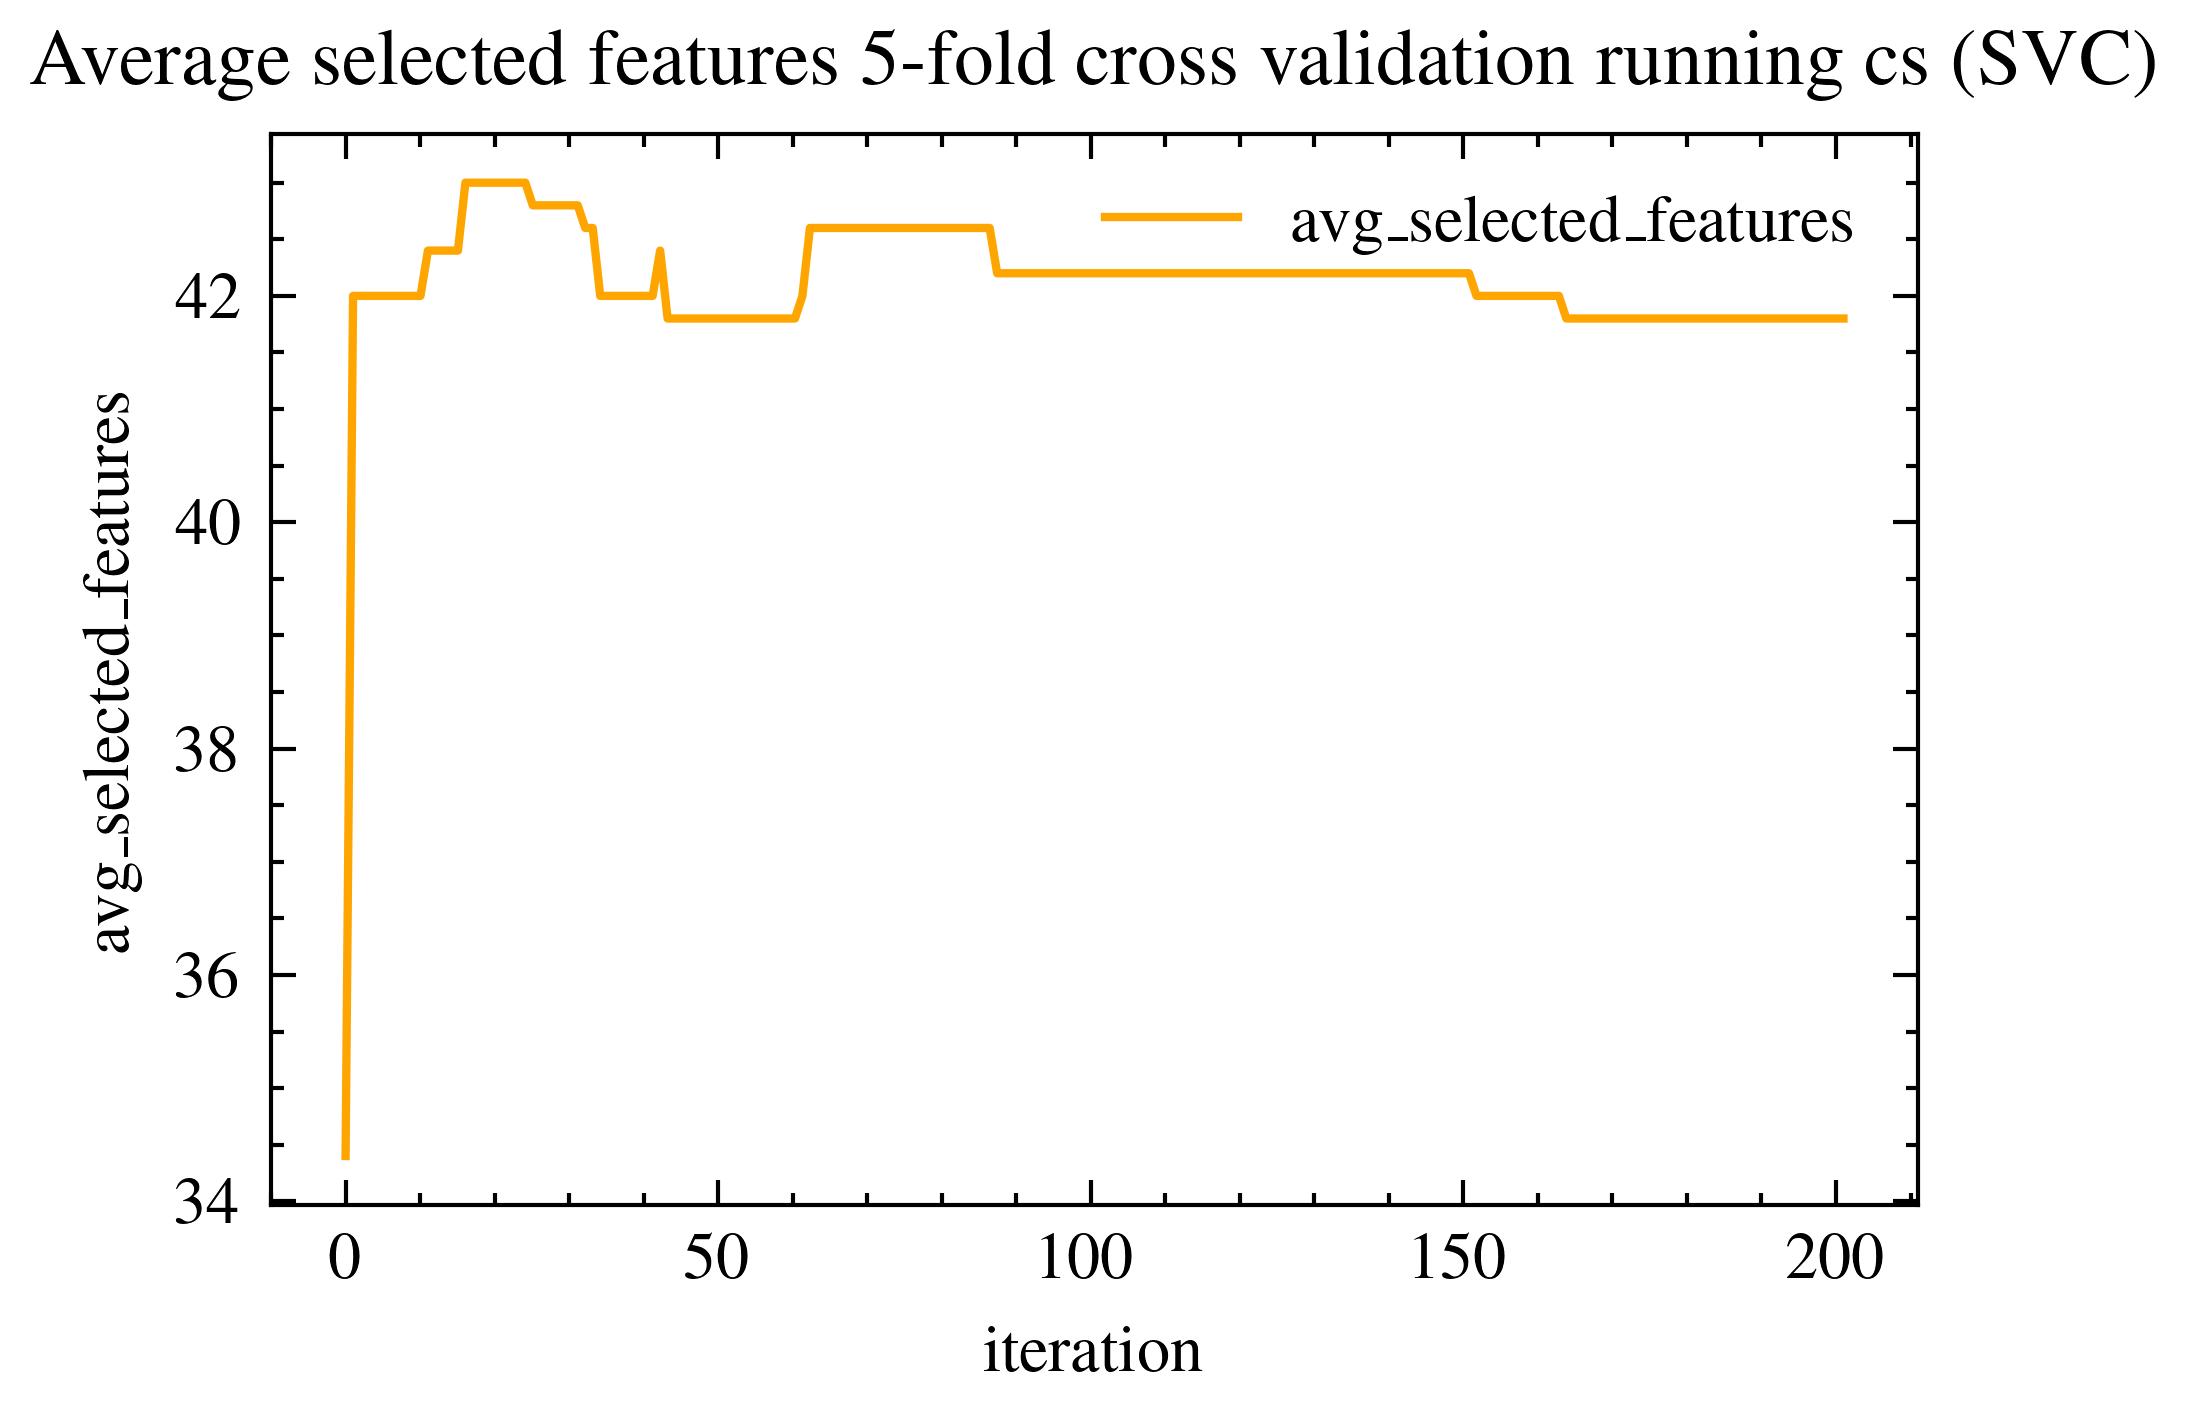 Average selected features 5-fold cross validation running cs (SVC)
avg_selected_features
avg_selected_features
42
40
38
36
34
0 50 100 150 200
iteration